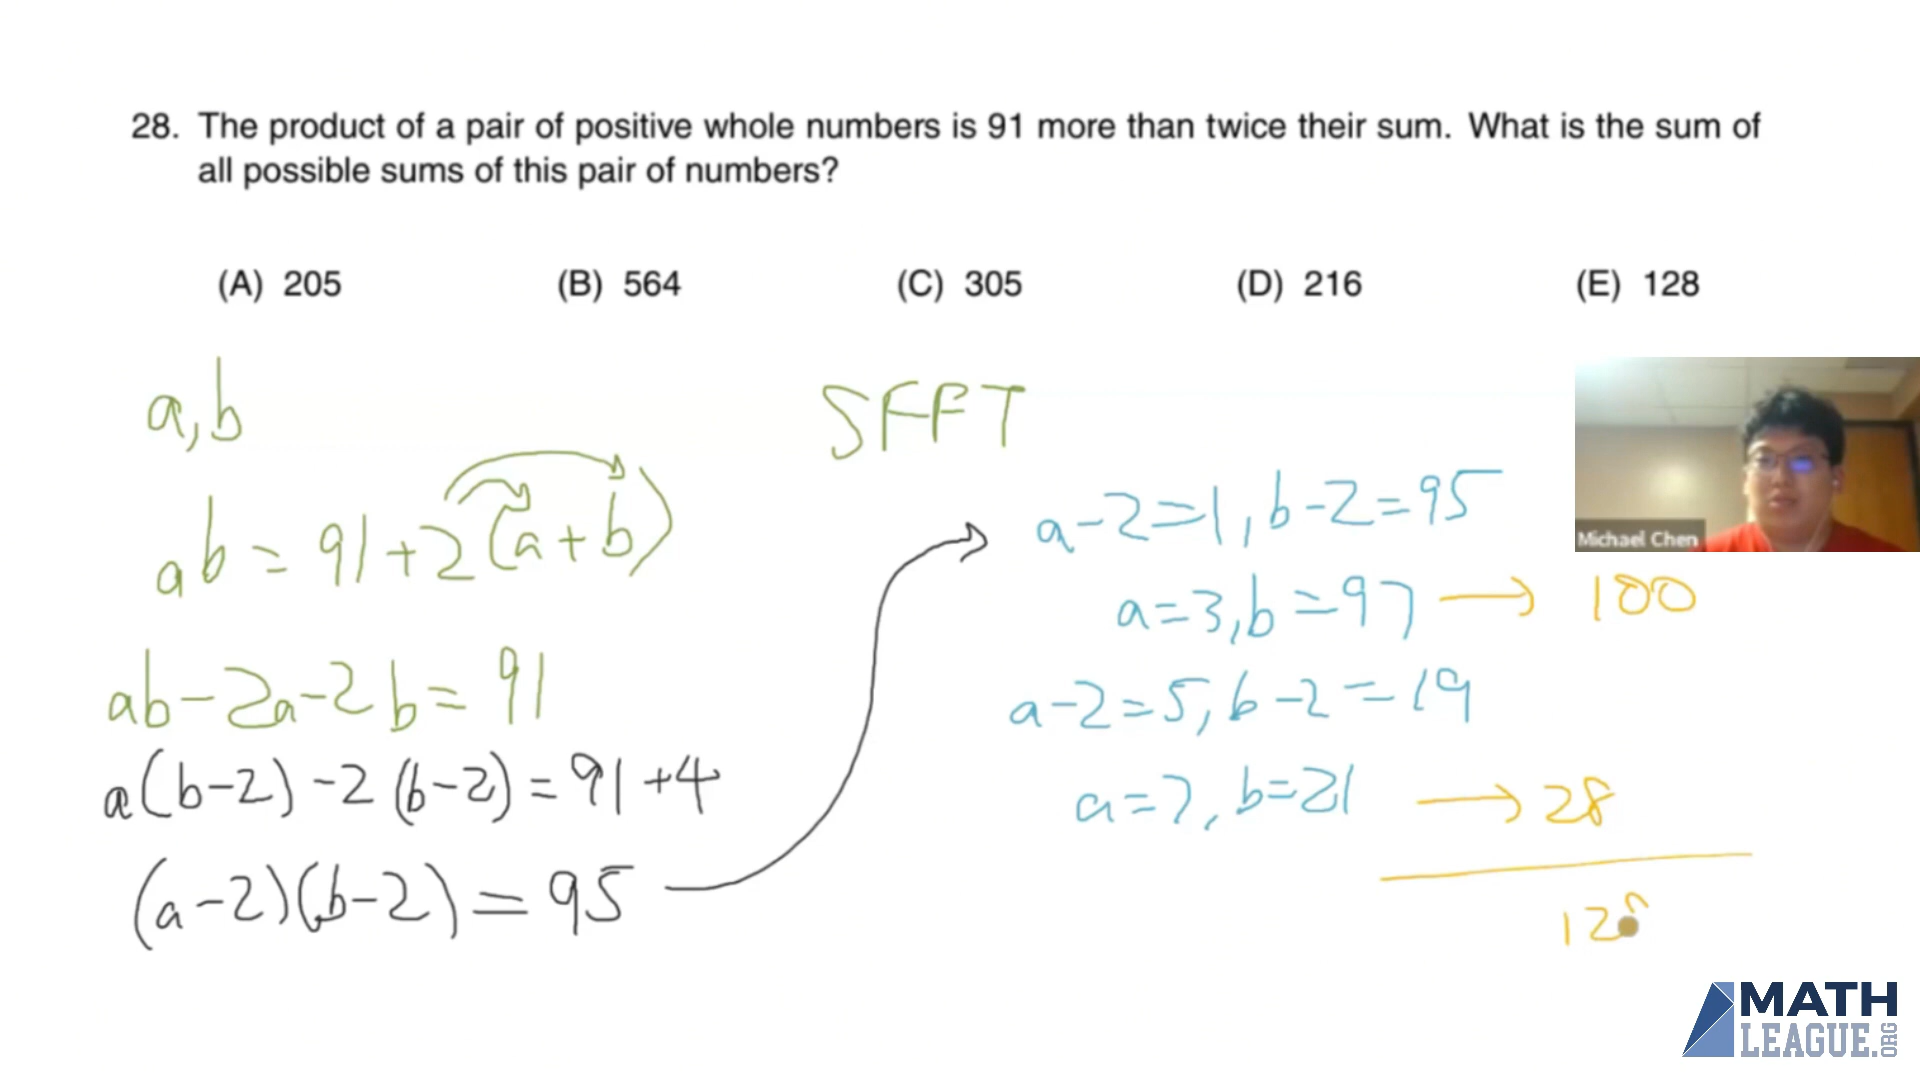 28. The product of a pair of positive whole numbers is 91 more than twice their sum. What is the sum of
all possible sums of this pair of numbers?
(A) 205 (B) 564 (C) 305 (D) 216 (E) 128
a,b
ab = 91+2(a+b)
ab-2a-2b = 91
a(b-2)-2(b-2)=91+4
(a-2)(b-2) = 95
SFFT
a-2=1, b-2=95
a=3, b=97 → 100
a-2=5, b-2=19
a=7, b=21 → 28
12
Michael Chen
MATH
LEAGUE.ORG